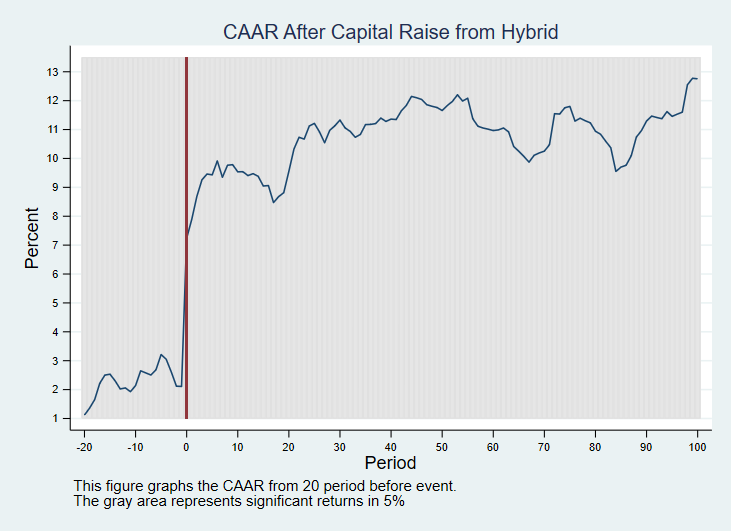 CAAR After Capital Raise from Hybrid
13
12
11
10
9
8
7
6
5
4
3
2
1
Percent
-20 -10 0 10 20 30 40 50 60 70 80 90 100
Period
This figure graphs the CAAR from 20 period before event.
The gray area represents significant returns in 5%